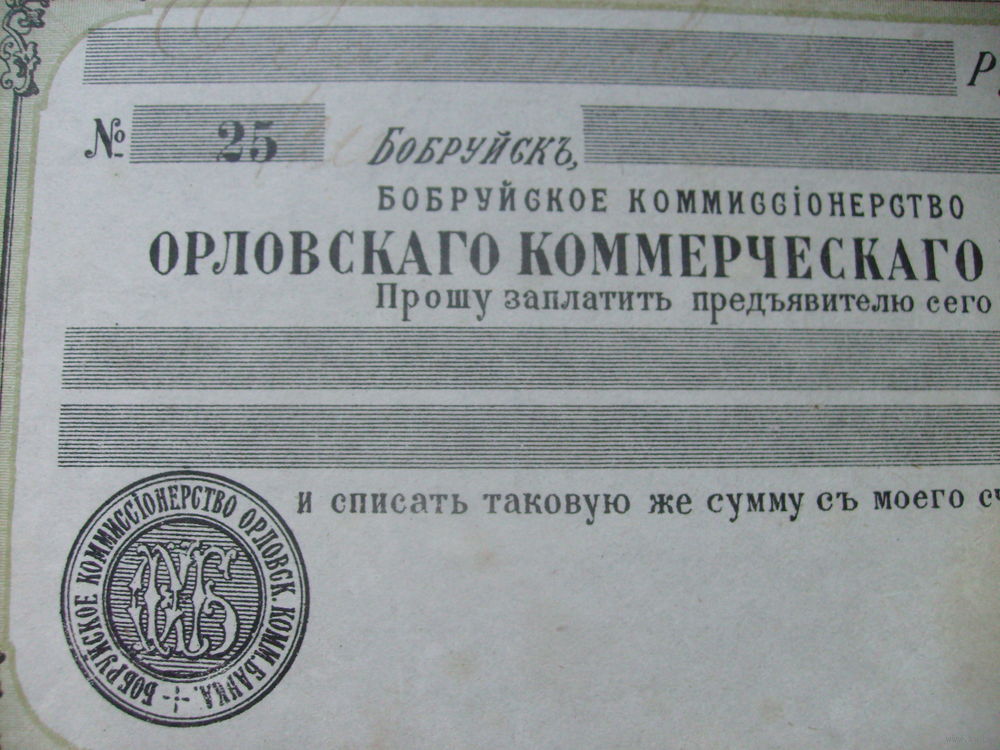 Р
№ 25 Бобруйскъ,
БОБРУЙСКОЕ КОММИССІОНЕРСТВО
ОРЛОВСКАГО КОММЕРЧЕСКАГО
Прошу заплатить предъявителю сего
и списать таковую же сумму съ моего сч
БОБРУЙСКОЕ КОММИССІОНЕРСТВО ОРЛОВСК. КОММ. БАНКА.